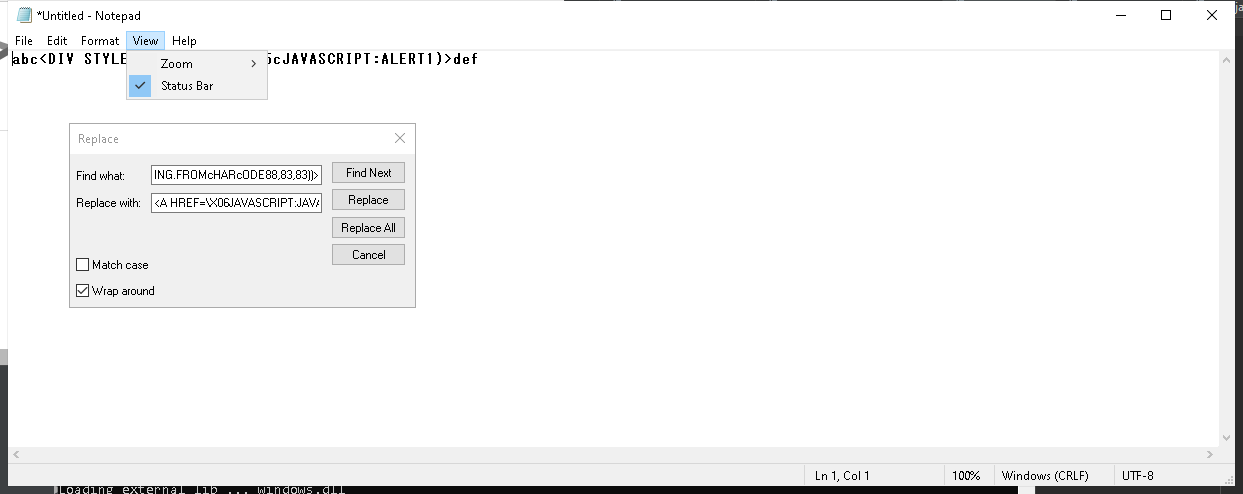 *Untitled - Notepad
File Edit Format View Help
abc<DIV STYLE 5cJAVASCRIPT:ALERT1)>def
Zoom
Status Bar
Replace
Find what: ING.FROMcHARcODE88,83,83))> Find Next
Replace with: <A HREF=\X06JAVASCRIPT:JAVA Replace
Replace All
Cancel
Match case
Wrap around
Ln 1, Col 1 100% Windows (CRLF) UTF-8
Loading external lib ... windows.dll